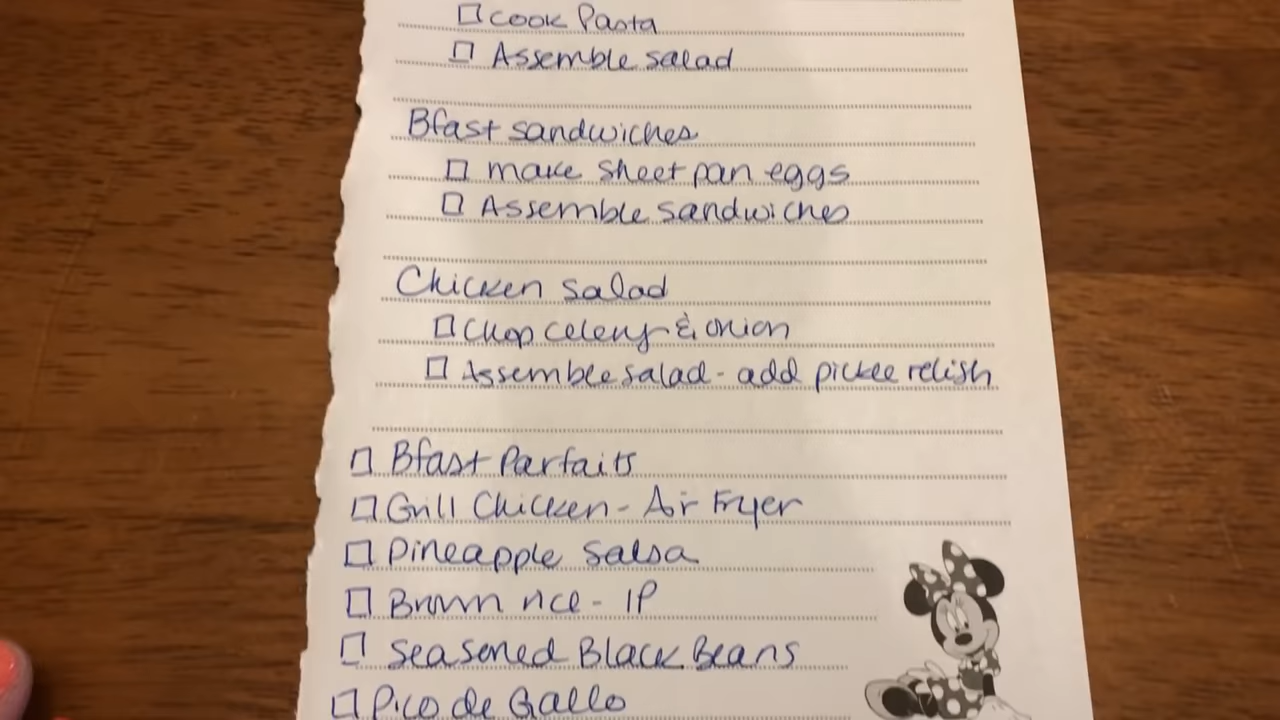 ☐ Cook Pasta
☐ Assemble salad
Bfast sandwiches
☐ make sheet pan eggs
☐ Assemble sandwiches
Chicken Salad
☐ Chop celery & onion
☐ Assemble salad - add pickle relish
☐ Bfast Parfaits
☐ Grill Chicken - Air Fryer
☐ Pineapple Salsa
☐ Brown rice - IP
☐ Seasoned Black Beans
☐ Pico de Gallo